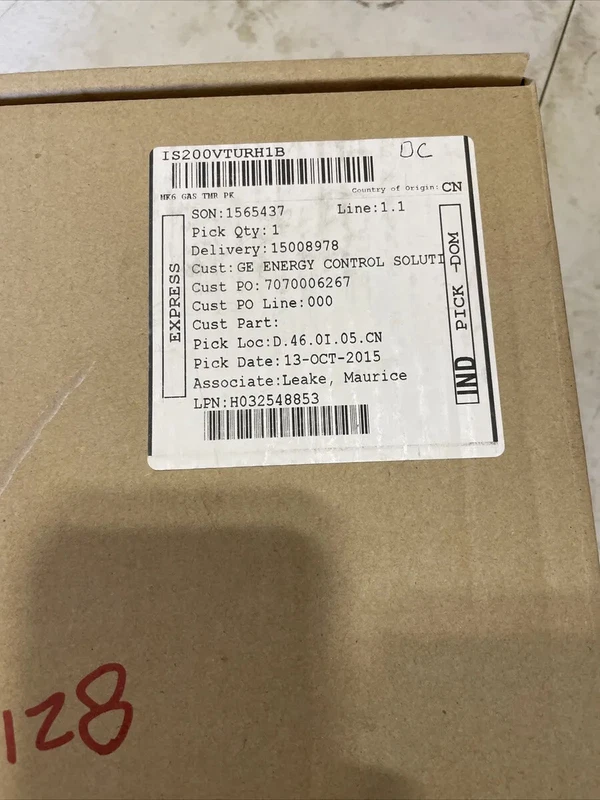 IS200VTURH1B
DC
MK6 GAS TMR PK
Country of Origin: CN
SON:1565437 Line:1.1
Pick Qty:1
Delivery:15008978
Cust:GE ENERGY CONTROL SOLUTI
Cust PO:7070006267
Cust PO Line:000
Cust Part:
Pick Loc:D.46.0I.05.CN
Pick Date:13-OCT-2015
Associate:Leake, Maurice
LPN:H032548853
EXPRESS
IND PICK -DOM
128